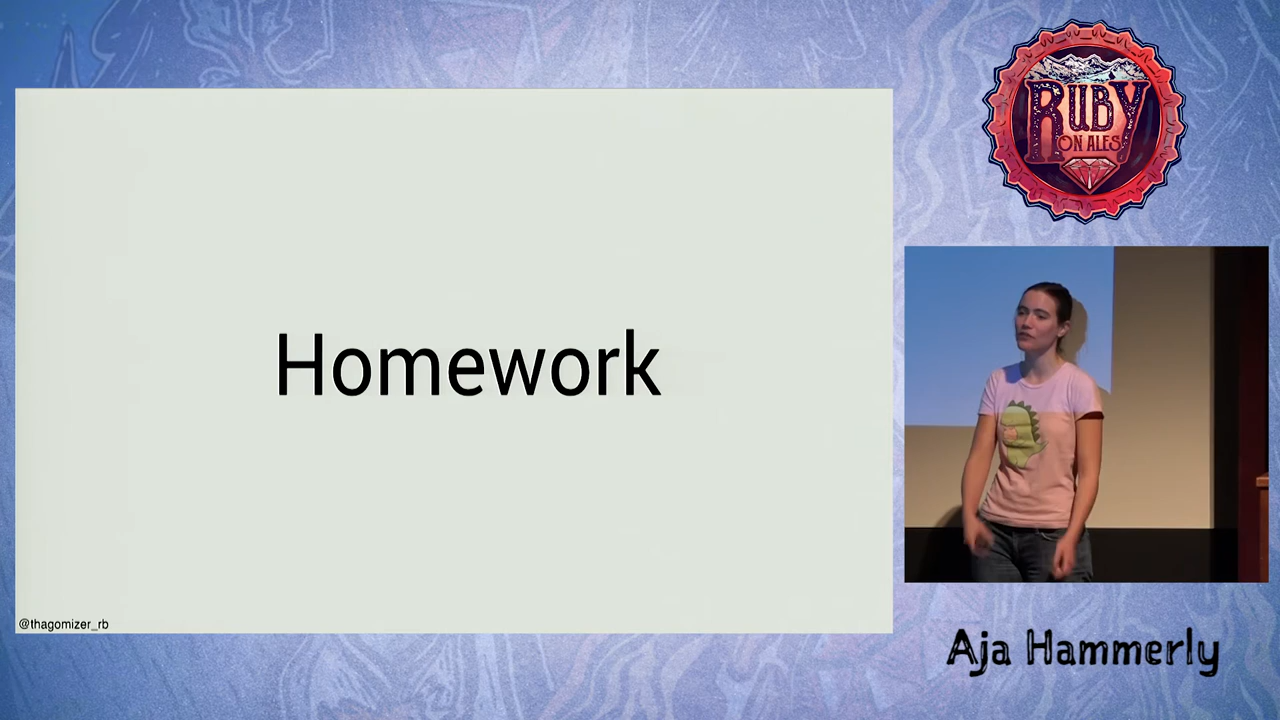 RUBY
ON ALES
Homework
@thagomizer_rb
Aja Hammerly